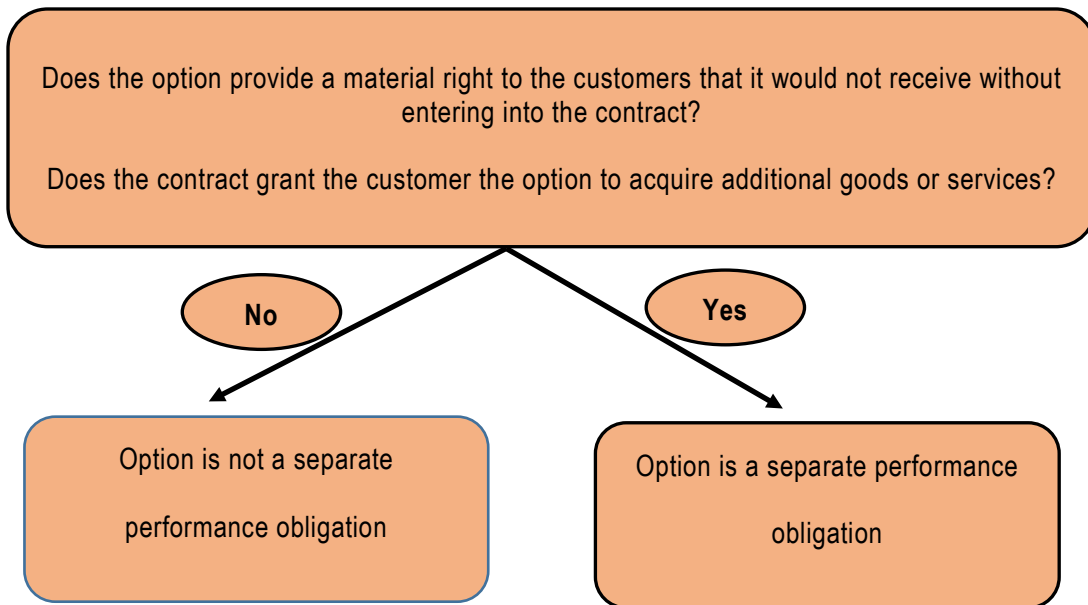 Does the option provide a material right to the customers that it would not receive without
entering into the contract?
Does the contract grant the customer the option to acquire additional goods or services?
No
Yes
Option is not a separate
performance obligation
Option is a separate performance
obligation